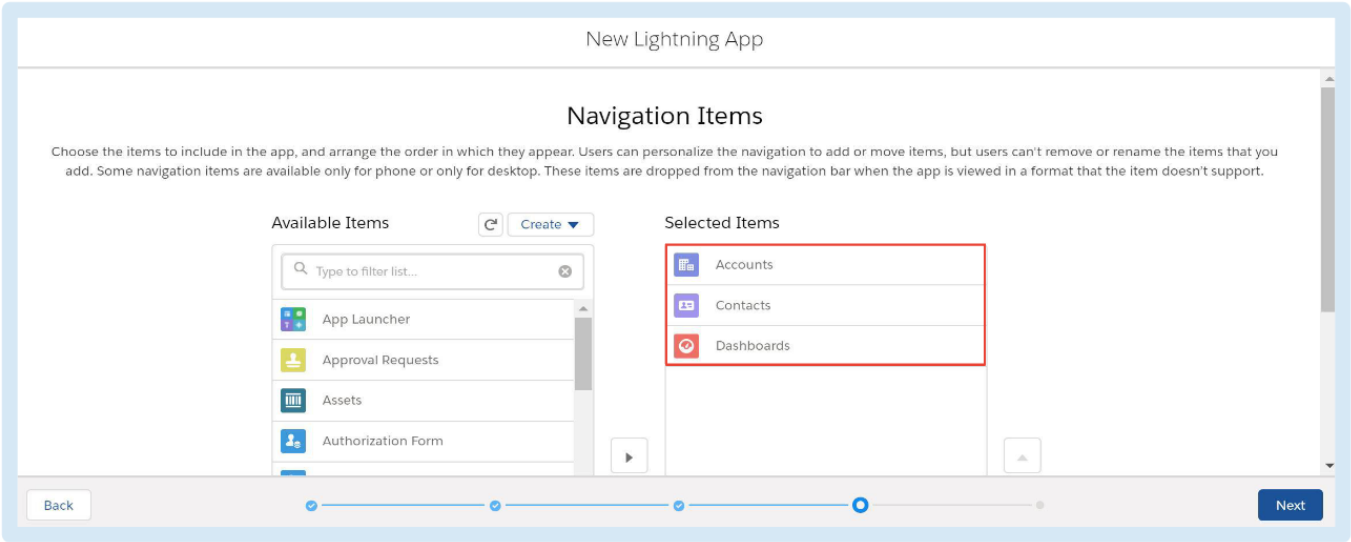 New Lightning App
Navigation Items
Choose the items to include in the app, and arrange the order in which they appear. Users can personalize the navigation to add or move items, but users can't remove or rename the items that you
add. Some navigation items are available only for phone or only for desktop. These items are dropped from the navigation bar when the app is viewed in a format that the item doesn't support.
Available Items
Create
Type to filter list...
App Launcher
Approval Requests
Assets
Authorization Form
Selected Items
Accounts
Contacts
Dashboards
Back
Next